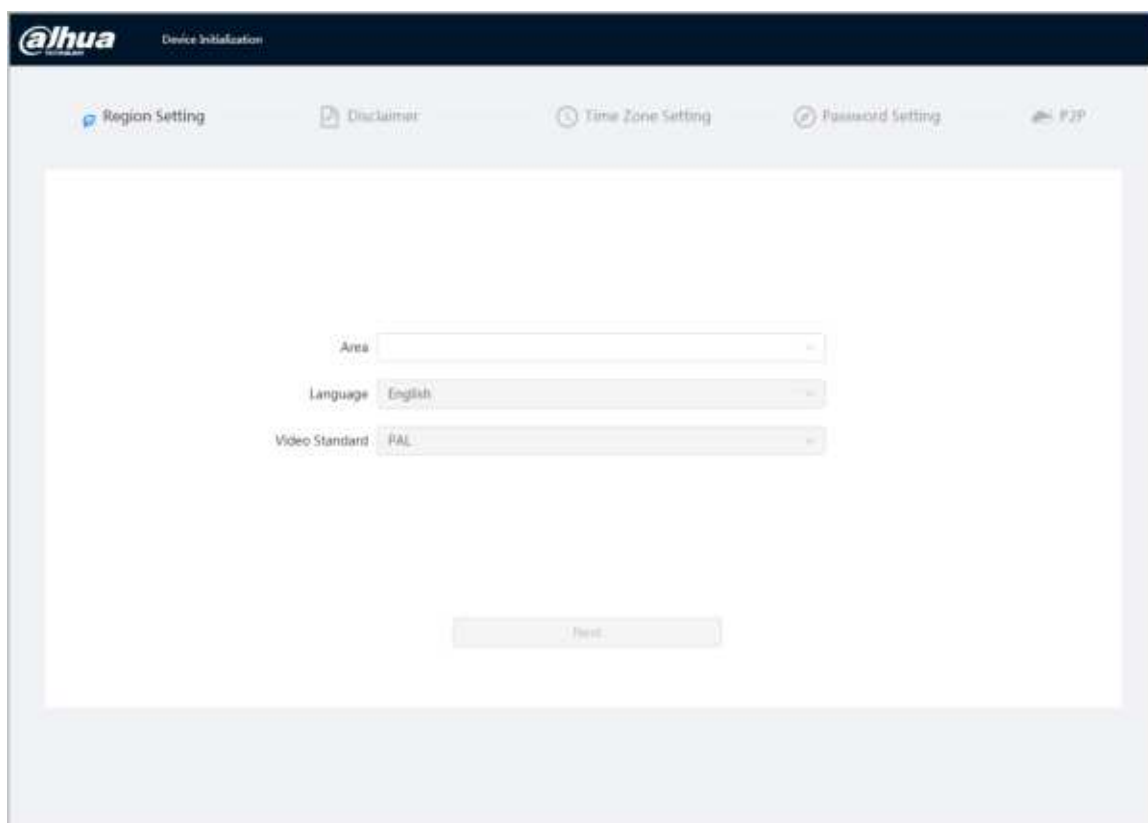 alhua
TECHNOLOGY
Device Initialization
Region Setting
Disclaimer
Time Zone Setting
Password Setting
P2P
Area
Language English
Video Standard PAL
Next